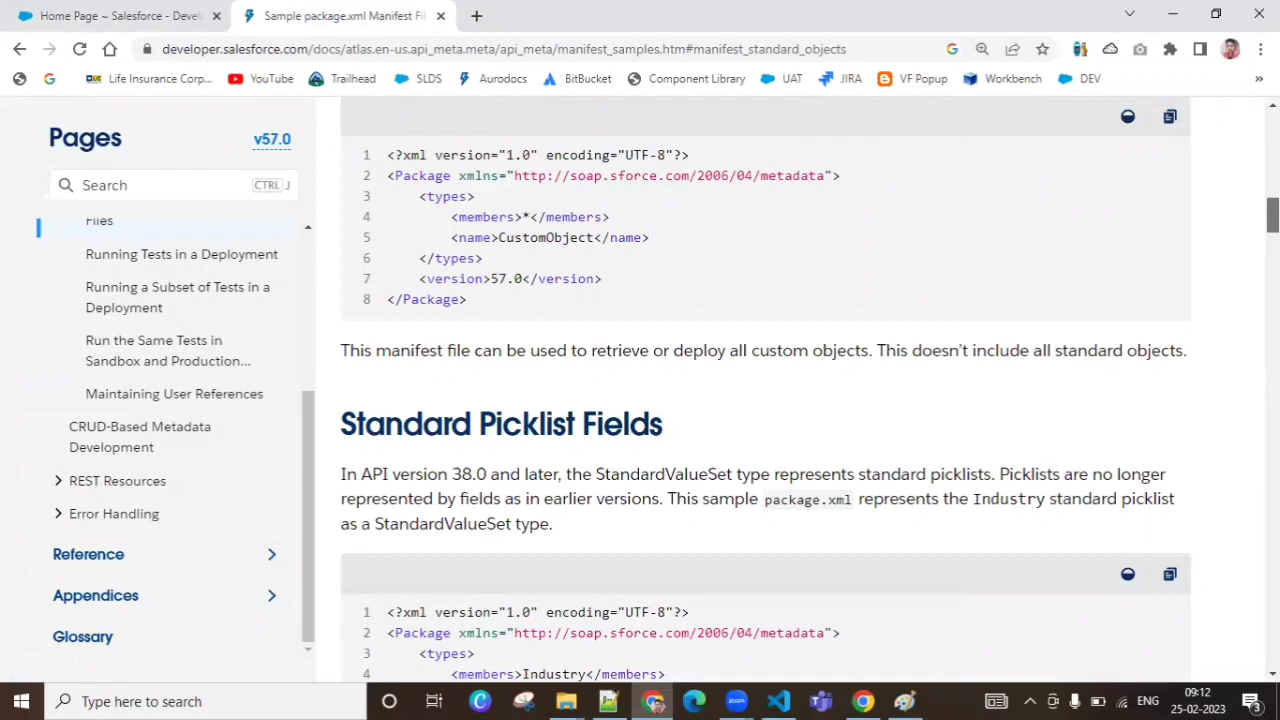 Home Page ~ Salesforce - Devel
Sample package.xml Manifest Fil
developer.salesforce.com/docs/atlas.en-us.api_meta.meta/api_meta/manifest_samples.htm#manifest_standard_objects
Life Insurance Corp...
YouTube
Trailhead
SLDS
Aurodocs
BitBucket
Component Library
UAT
JIRA
VF Popup
Workbench
DEV
»
Pages
v57.0
Search
CTRL J
Files
Running Tests in a Deployment
Running a Subset of Tests in a
Deployment
Run the Same Tests in
Sandbox and Production...
Maintaining User References
CRUD-Based Metadata
Development
REST Resources
Error Handling
Reference
Appendices
Glossary
1 <?xml version="1.0" encoding="UTF-8"?>
2 <Package xmlns="http://soap.sforce.com/2006/04/metadata">
3 <types>
4 <members>*</members>
5 <name>CustomObject</name>
6 </types>
7 <version>57.0</version>
8 </Package>
This manifest file can be used to retrieve or deploy all custom objects. This doesn’t include all standard objects.
Standard Picklist Fields
In API version 38.0 and later, the StandardValueSet type represents standard picklists. Picklists are no longer
represented by fields as in earlier versions. This sample package.xml represents the Industry standard picklist
as a StandardValueSet type.
1 <?xml version="1.0" encoding="UTF-8"?>
2 <Package xmlns="http://soap.sforce.com/2006/04/metadata">
3 <types>
4 <members>Industry</members>
Type here to search
zoom
ENG
09:12
25-02-2023
3